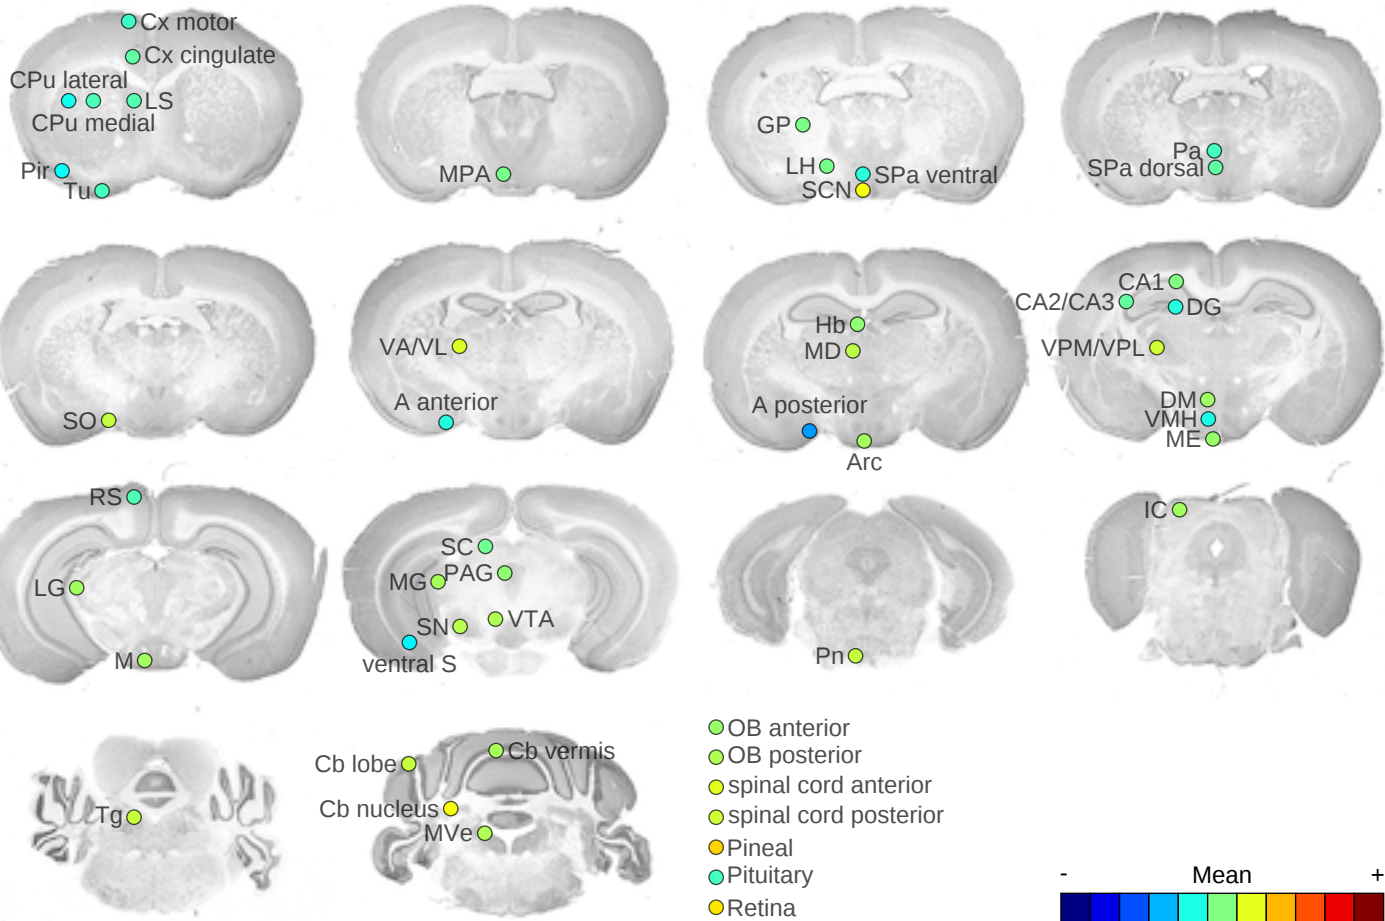 Cx motor
Cx cingulate
CPu lateral
LS
CPu medial
Pir
Tu
MPA
GP
LH
SPa ventral
SCN
Pa
SPa dorsal
SO
VA/VL
A anterior
Hb
MD
A posterior
Arc
CA1
CA2/CA3
DG
VPM/VPL
DM
VMH
ME
RS
LG
M
SC
MG
PAG
SN
VTA
ventral S
Pn
IC
Tg
Cb lobe
Cb vermis
Cb nucleus
MVe
OB anterior
OB posterior
spinal cord anterior
spinal cord posterior
Pineal
Pituitary
Retina
- Mean +